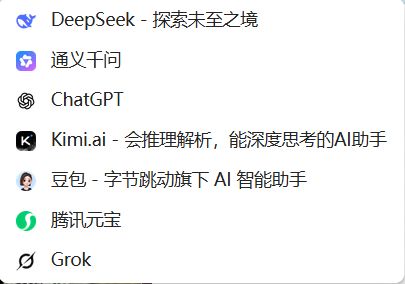 DeepSeek - 探索未至之境
通义千问
ChatGPT
Kimi.ai - 会推理解析，能深度思考的AI助手
豆包 - 字节跳动旗下 AI 智能助手
腾讯元宝
Grok